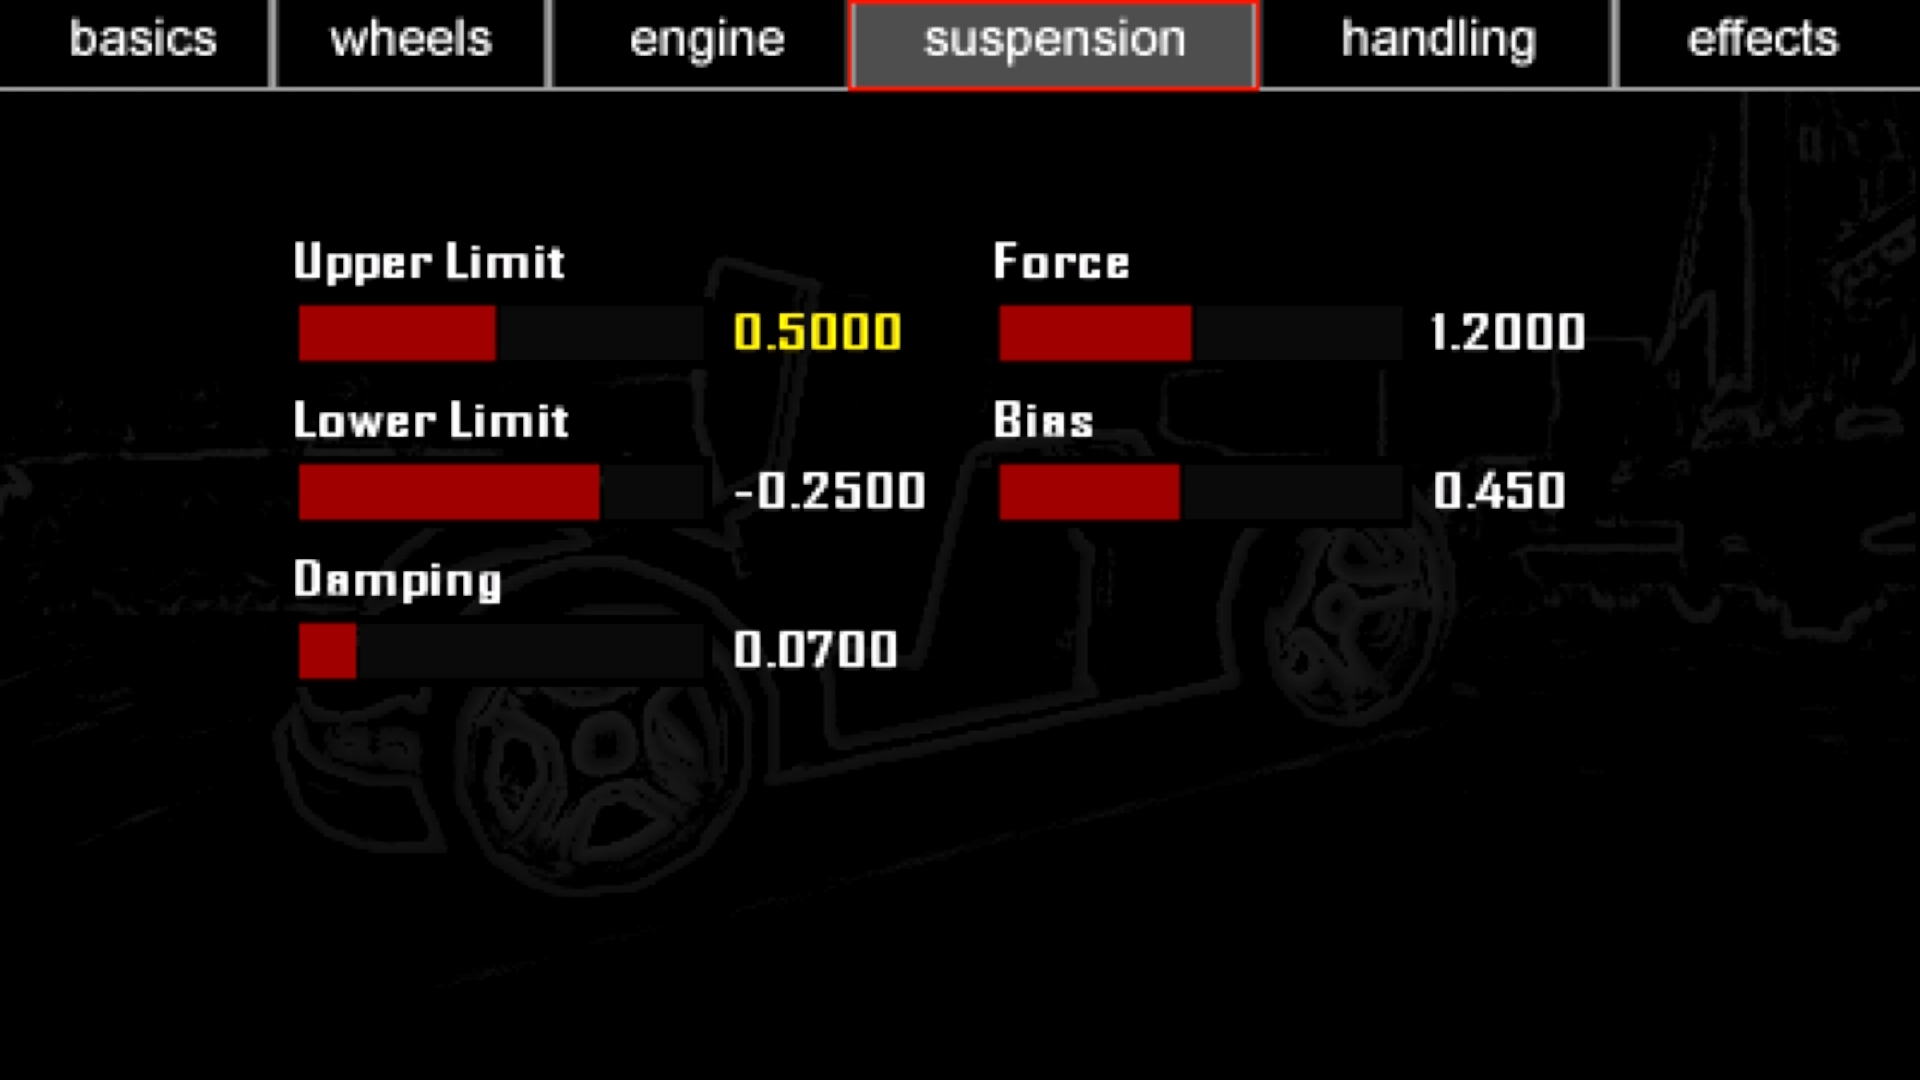 basics wheels engine suspension handling effects
Upper Limit
0.5000
Lower Limit
-0.2500
Damping
0.0700
Force
1.2000
Bias
0.450